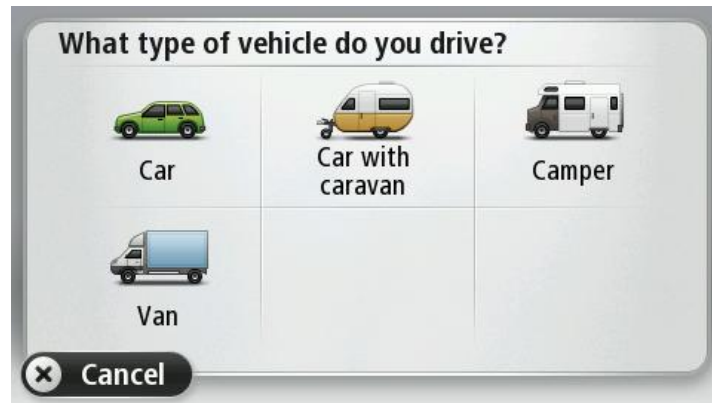 What type of vehicle do you drive?
Car
Car with
caravan
Camper
Van
Cancel